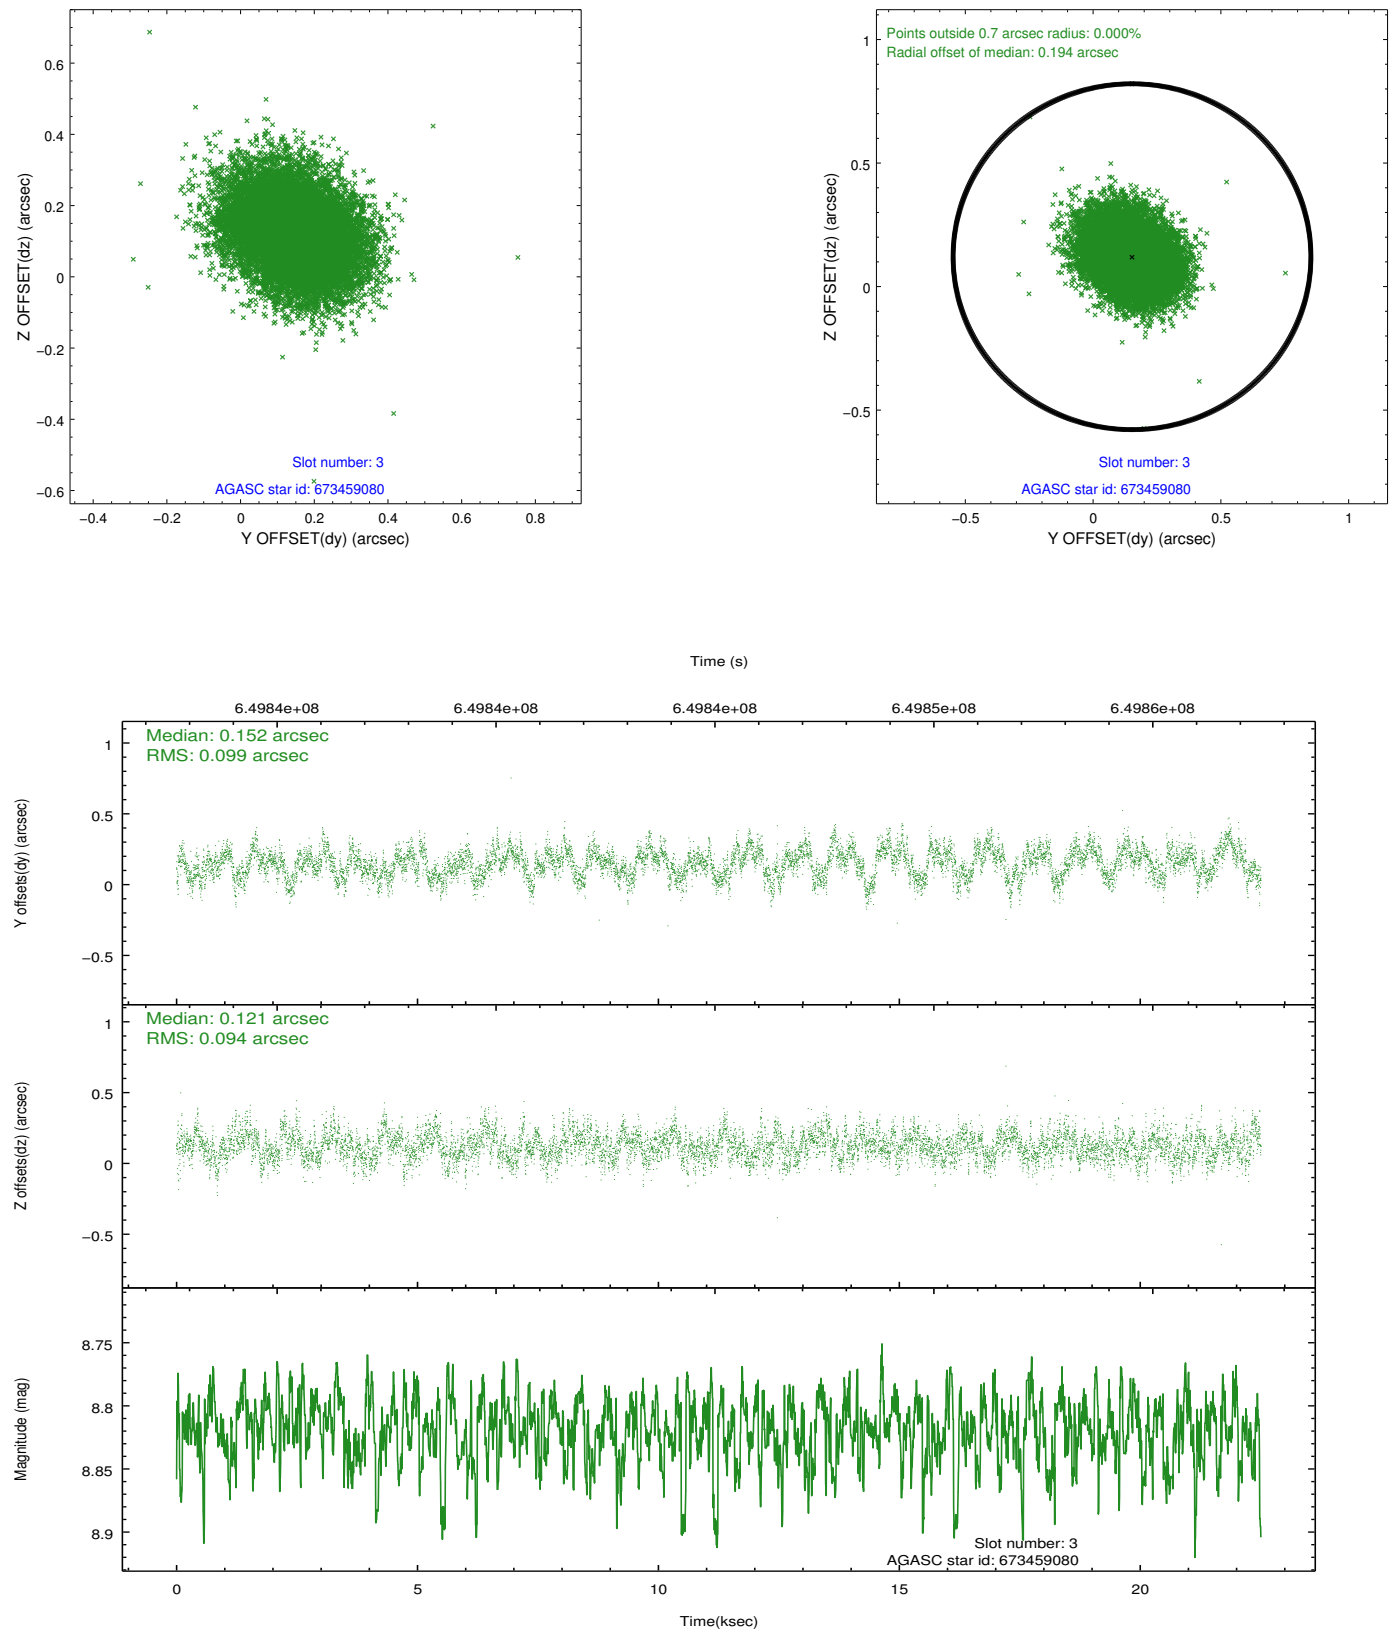 0.6
0.4
0.2
0
−0.2
−0.4
−0.6
Z OFFSET(dz) (arcsec)
Slot number: 3
AGASC star id: 673459080
−0.4 −0.2 0 0.2 0.4 0.6 0.8
Y OFFSET(dy) (arcsec)
Points outside 0.7 arcsec radius: 0.000%
Radial offset of median: 0.194 arcsec
1
0.5
0
−0.5
Z OFFSET(dz) (arcsec)
Slot number: 3
AGASC star id: 673459080
−0.5 0 0.5 1
Y OFFSET(dy) (arcsec)
Time (s)
6.4984e+08 6.4984e+08 6.4984e+08 6.4985e+08 6.4986e+08
Median: 0.152 arcsec
RMS: 0.099 arcsec
1
0.5
0
−0.5
Y offsets(dy) (arcsec)
Median: 0.121 arcsec
RMS: 0.094 arcsec
1
0.5
0
−0.5
Z offsets(dz) (arcsec)
8.75
8.8
8.85
8.9
Magnitude (mag)
Slot number: 3
AGASC star id: 673459080
0 5 10 15 20
Time(ksec)